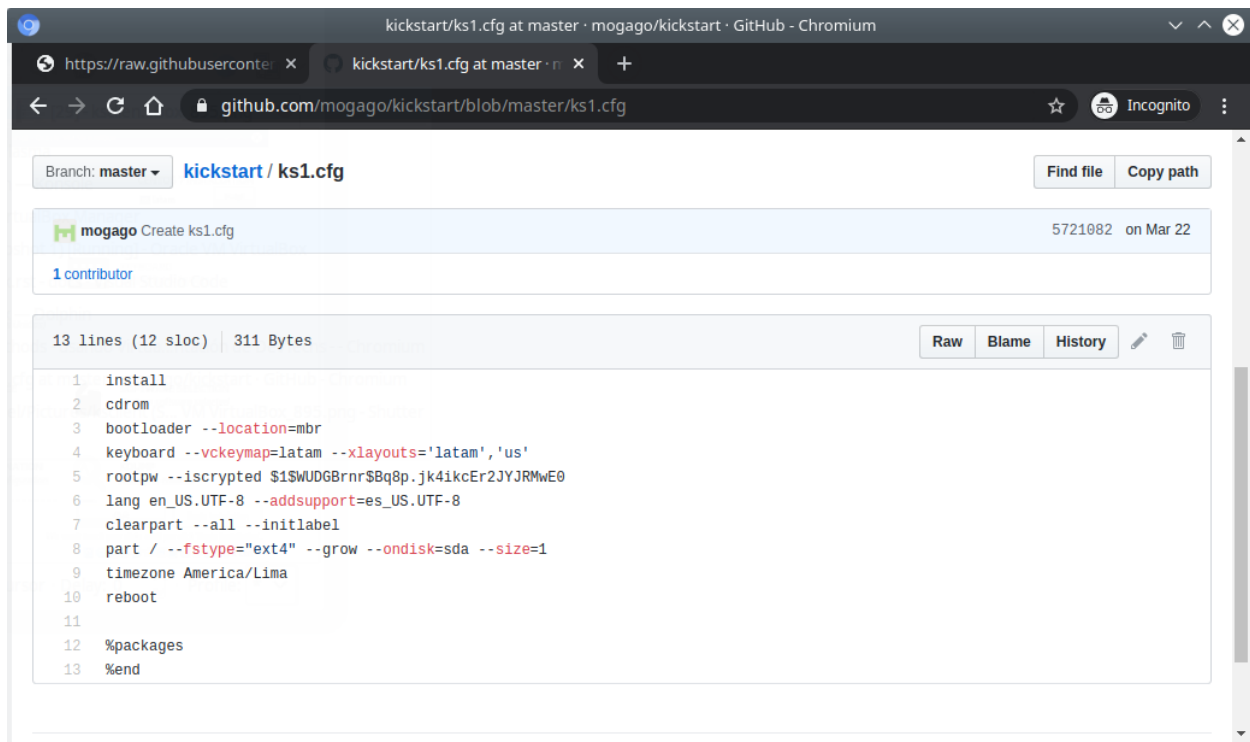 kickstart/ks1.cfg at master · mogago/kickstart · GitHub - Chromium
https://raw.githubuserconter
kickstart/ks1.cfg at master · m
github.com/mogago/kickstart/blob/master/ks1.cfg
Incognito
Branch: master
kickstart / ks1.cfg
Find file
Copy path
mogago Create ks1.cfg
5721082 on Mar 22
1 contributor
13 lines (12 sloc) 311 Bytes
Raw
Blame
History
1 install
2 cdrom
3 bootloader --location=mbr
4 keyboard --vckeymap=latam --xlayouts='latam','us'
5 rootpw --iscrypted $1$WUDGBrnr$Bq8p.jk4ikcEr2JYJRMwE0
6 lang en_US.UTF-8 --addsupport=es_US.UTF-8
7 clearpart --all --initlabel
8 part / --fstype="ext4" --grow --ondisk=sda --size=1
9 timezone America/Lima
10 reboot
11
12 %packages
13 %end